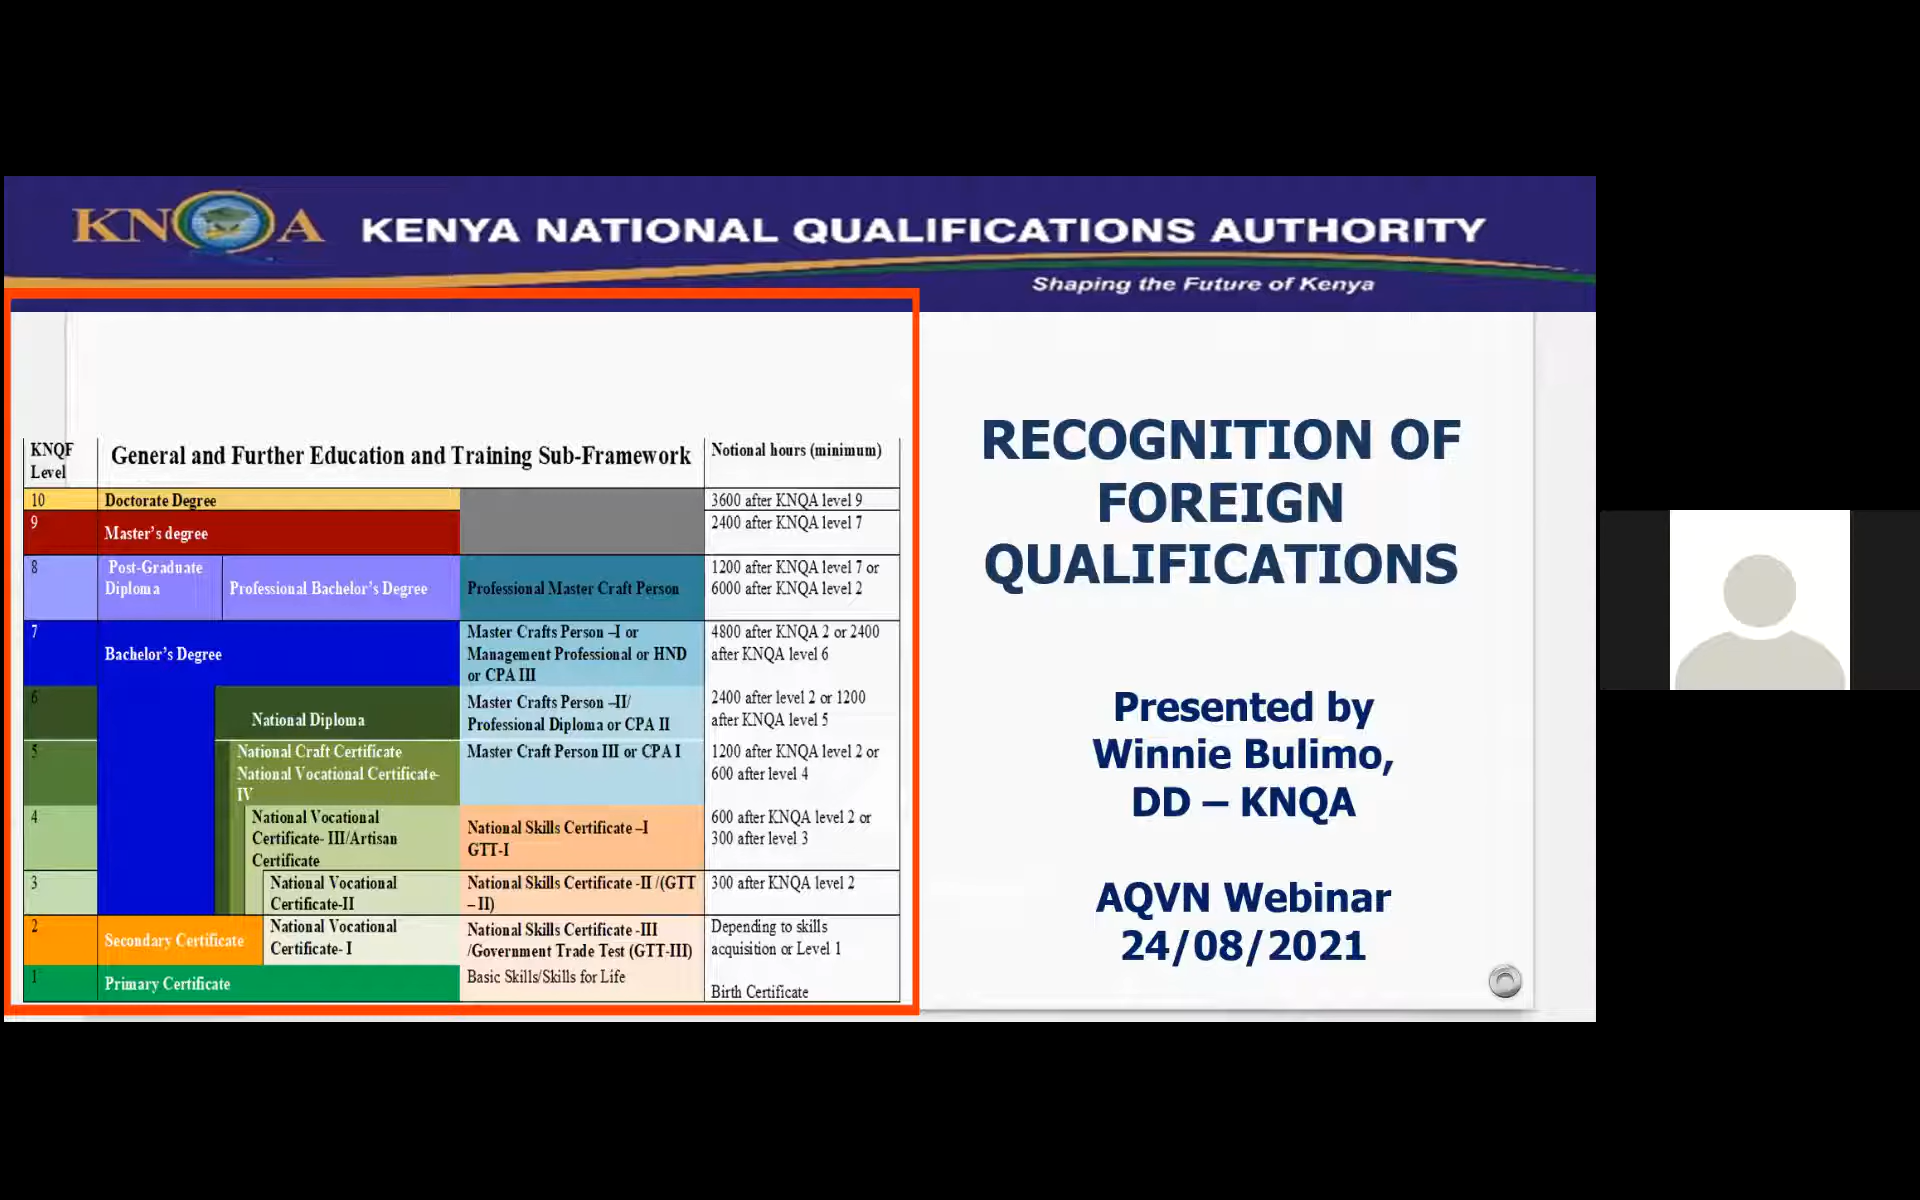 KNQA
KENYA NATIONAL QUALIFICATIONS AUTHORITY
Shaping the Future of Kenya
KNQF
Level
General and Further Education and Training Sub-Framework
Notional hours (minimum)
10
Doctorate Degree
3600 after KNQA level 9
9
Master's degree
2400 after KNQA level 7
8
Post-Graduate
Diploma
Professional Bachelor's Degree
Professional Master Craft Person
1200 after KNQA level 7 or
6000 after KNQA level 2
7
Bachelor's Degree
Master Crafts Person –I or
Management Professional or HND
or CPA III
4800 after KNQA 2 or 2400
after KNQA level 6
6
National Diploma
Master Crafts Person –II/
Professional Diploma or CPA II
2400 after level 2 or 1200
after KNQA level 5
5
National Craft Certificate
National Vocational Certificate-
IV
Master Craft Person III or CPA I
1200 after KNQA level 2 or
600 after level 4
4
National Vocational
Certificate- III/Artisan
Certificate
National Skills Certificate –I
GTT-I
600 after KNQA level 2 or
300 after level 3
3
National Vocational
Certificate-II
National Skills Certificate -II /(GTT
– II)
300 after KNQA level 2
2
Secondary Certificate
National Vocational
Certificate- I
National Skills Certificate -III
/Government Trade Test (GTT-III)
Depending to skills
acquisition or Level 1
1
Primary Certificate
Basic Skills/Skills for Life
Birth Certificate
RECOGNITION OF
FOREIGN
QUALIFICATIONS
Presented by
Winnie Bulimo,
DD – KNQA
AQVN Webinar
24/08/2021